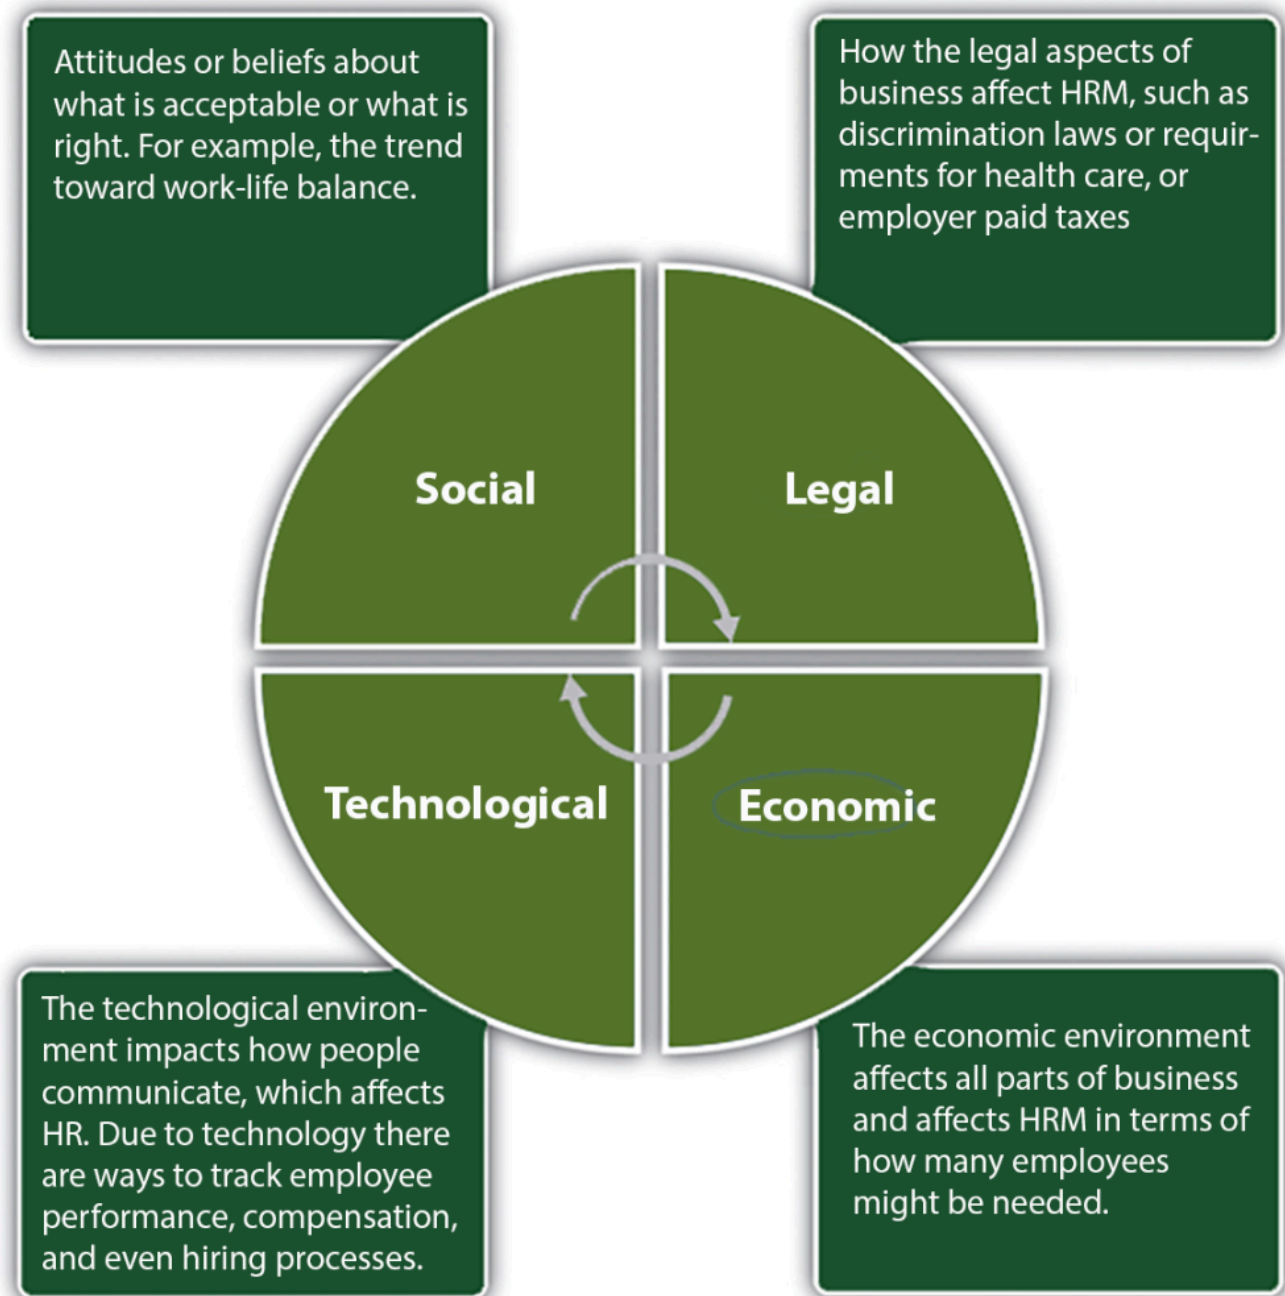 Attitudes or beliefs about
what is acceptable or what is
right. For example, the trend
toward work-life balance.
How the legal aspects of
business affect HRM, such as
discrimination laws or requir-
ments for health care, or
employer paid taxes
Social
Legal
Technological
Economic
The technological environ-
ment impacts how people
communicate, which affects
HR. Due to technology there
are ways to track employee
performance, compensation,
and even hiring processes.
The economic environment
affects all parts of business
and affects HRM in terms of
how many employees
might be needed.